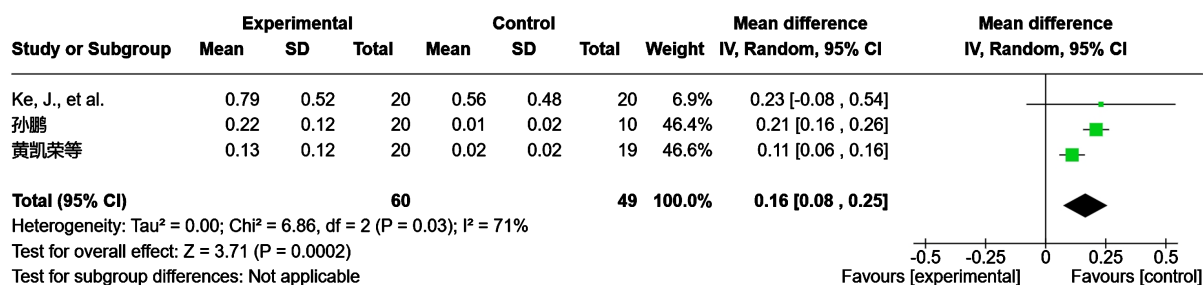 Experimental Control Mean difference Mean difference
Study or Subgroup Mean SD Total Mean SD Total Weight IV, Random, 95% CI IV, Random, 95% CI
Ke, J., et al. 0.79 0.52 20 0.56 0.48 20 6.9% 0.23 [-0.08 , 0.54]
孙鹏 0.22 0.12 20 0.01 0.02 10 46.4% 0.21 [0.16 , 0.26]
黄凯荣等 0.13 0.12 20 0.02 0.02 19 46.6% 0.11 [0.06 , 0.16]
Total (95% CI) 60 49 100.0% 0.16 [0.08 , 0.25]
Heterogeneity: Tau² = 0.00; Chi² = 6.86, df = 2 (P = 0.03); I² = 71%
Test for overall effect: Z = 3.71 (P = 0.0002)
Test for subgroup differences: Not applicable
-0.5 -0.25 0 0.25 0.5
Favours [experimental] Favours [control]